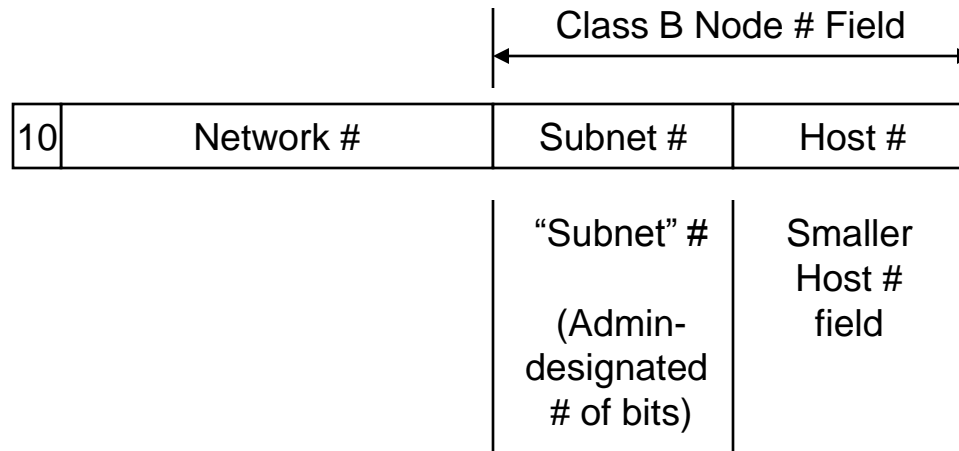 Class B Node # Field
10 Network # Subnet # Host #
“Subnet” #
(Admin-
designated
# of bits)
Smaller
Host #
field